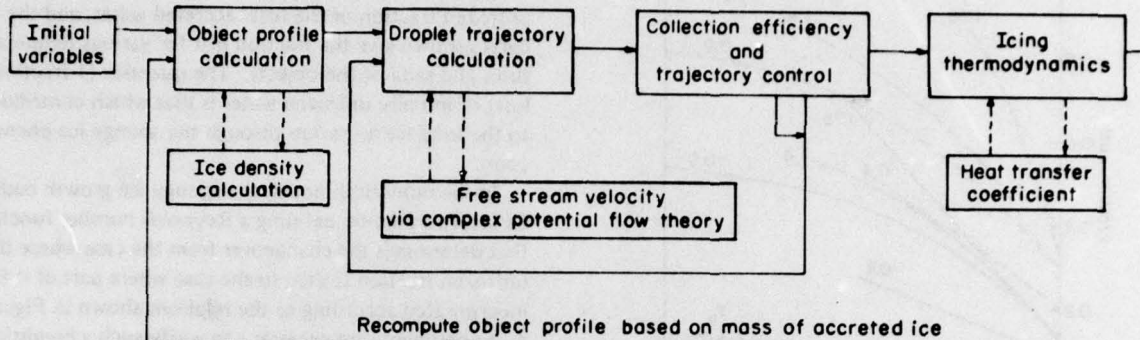 Initial
variables
Object profile
calculation
Droplet trajectory
calculation
Collection efficiency
and
trajectory control
Icing
thermodynamics
Ice density
calculation
Free stream velocity
via complex potential flow theory
Heat transfer
coefficient
Recompute object profile based on mass of accreted ice